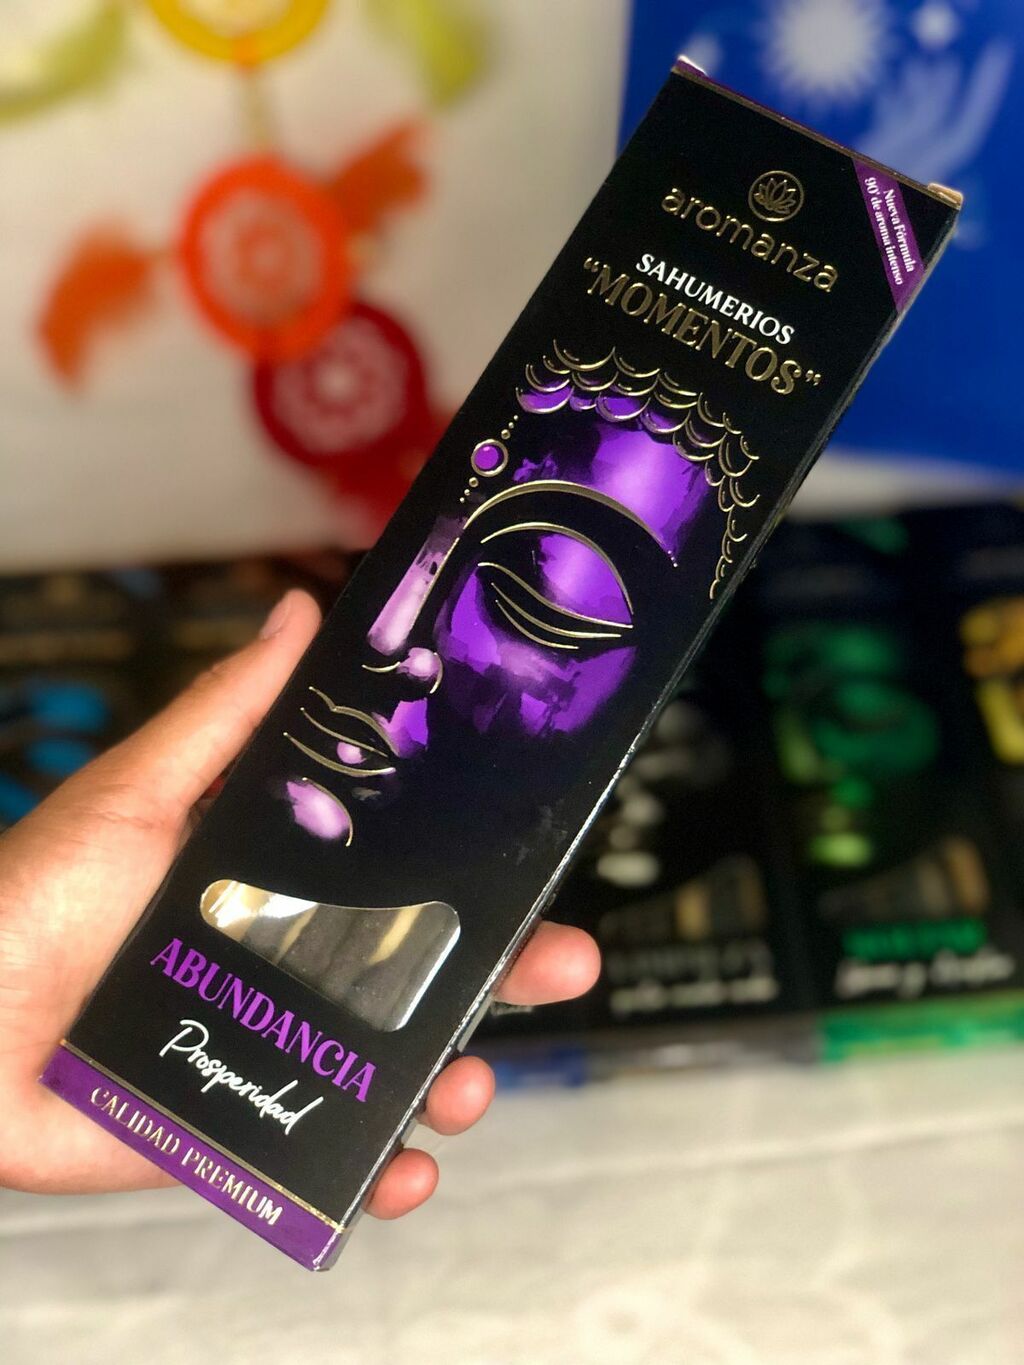 aromanza
Nueva Fórmula
90' de aroma intenso
SAHUMERIOS
“MOMENTOS”
ABUNDANCIA
Prosperidad
CALIDAD PREMIUM